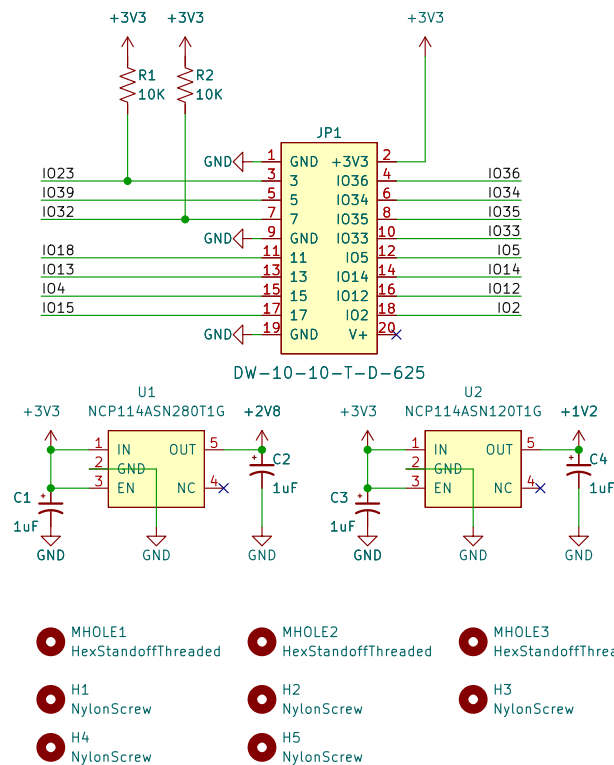 +3V3 +3V3 +3V3
R1 R2
10K 10K
JP1
GND 1 GND +3V3 2
IO23 3 3 IO36 4 IO36
IO39 5 5 IO34 6 IO34
IO32 7 7 IO35 8 IO35
GND 9 GND IO33 10 IO33
IO18 11 11 IO5 12 IO5
IO13 13 13 IO14 14 IO14
IO4 15 15 IO12 16 IO12
IO15 17 17 IO2 18 IO2
GND 19 GND V+ 20
DW-10-10-T-D-625
U1 U2
+3V3 NCP114ASN280T1G +2V8 +3V3 NCP114ASN120T1G +1V2
1 IN OUT 5 1 IN OUT 5
2 GND + C2 2 GND + C4
3 EN NC 4 1uF 3 EN NC 4 1uF
C1 + C3 +
1uF 1uF
GND GND GND GND GND GND
MHOLE1 MHOLE2 MHOLE3
HexStandoffThreaded HexStandoffThreaded HexStandoffThrea
H1 H2 H3
NylonScrew NylonScrew NylonScrew
H4 H5
NylonScrew NylonScrew